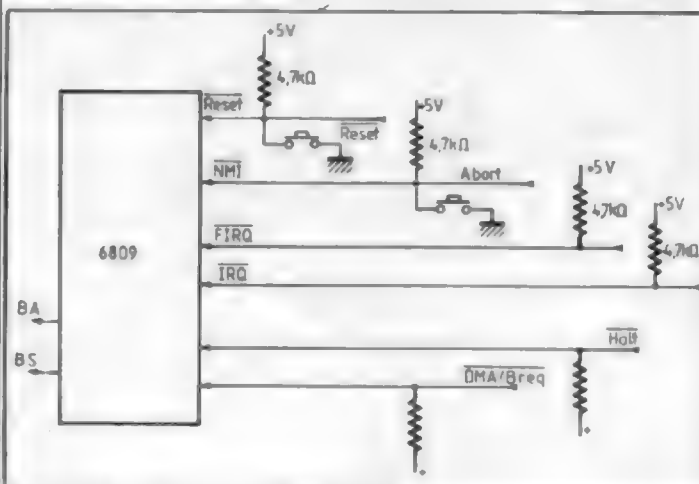 +5V
4,7kΩ
Reset
Reset
+5V
4,7kΩ
NMI
Abort
+5V
4,7kΩ
+5V
4,7kΩ
FIRQ
6809
IRQ
BA
BS
Halt
DMA/Breq
+
+